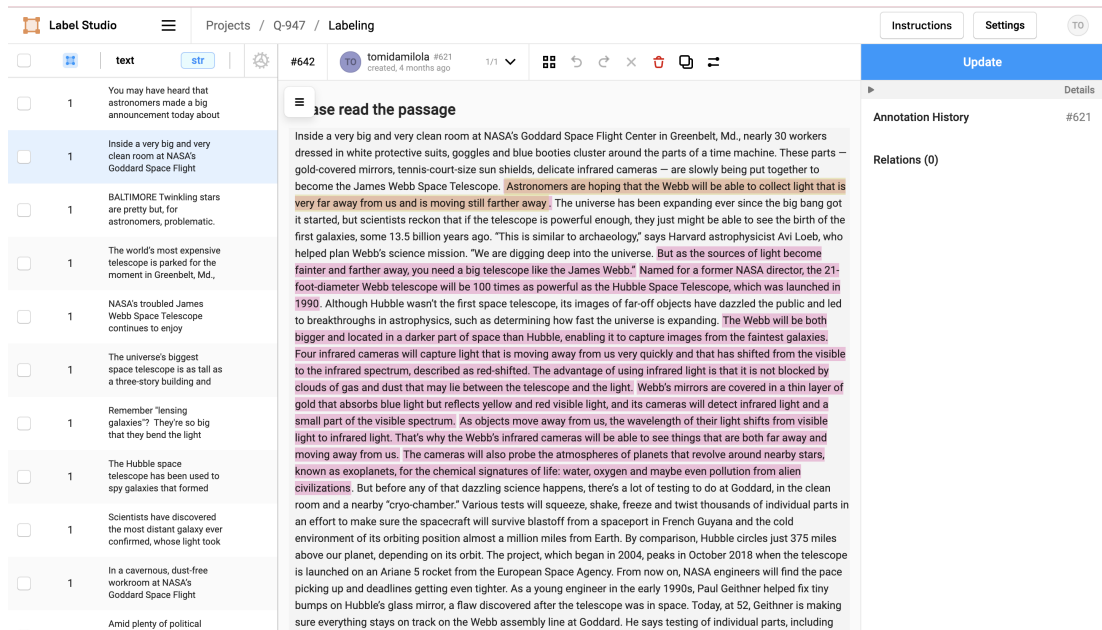 Label Studio
Projects / Q-947 / Labeling
Instructions
Settings
TO
text
str
1
You may have heard that
astronomers made a big
announcement today about
1
Inside a very big and very
clean room at NASA's
Goddard Space Flight
1
BALTIMORE Twinkling stars
are pretty but, for
astronomers, problematic.
1
The world's most expensive
telescope is parked for the
moment in Greenbelt, Md.,
1
NASA's troubled James
Webb Space Telescope
continues to enjoy
1
The universe's biggest
space telescope is as tall as
a three-story building and
1
Remember "lensing
galaxies"? They're so big
that they bend the light
1
The Hubble space
telescope has been used to
spy galaxies that formed
1
Scientists have discovered
the most distant galaxy ever
confirmed, whose light took
1
In a cavernous, dust-free
workroom at NASA's
Goddard Space Flight
Amid plenty of political
#642
TO
tomidamilola #621
created, 4 months ago
1/1
ase read the passage
Inside a very big and very clean room at NASA's Goddard Space Flight Center in Greenbelt, Md., nearly 30 workers
dressed in white protective suits, goggles and blue booties cluster around the parts of a time machine. These parts —
gold-covered mirrors, tennis-court-size sun shields, delicate infrared cameras — are slowly being put together to
become the James Webb Space Telescope. Astronomers are hoping that the Webb will be able to collect light that is
very far away from us and is moving still farther away . The universe has been expanding ever since the big bang got
it started, but scientists reckon that if the telescope is powerful enough, they just might be able to see the birth of the
first galaxies, some 13.5 billion years ago. "This is similar to archaeology," says Harvard astrophysicist Avi Loeb, who
helped plan Webb's science mission. "We are digging deep into the universe. But as the sources of light become
fainter and farther away, you need a big telescope like the James Webb." Named for a former NASA director, the 21-
foot-diameter Webb telescope will be 100 times as powerful as the Hubble Space Telescope, which was launched in
1990. Although Hubble wasn't the first space telescope, its images of far-off objects have dazzled the public and led
to breakthroughs in astrophysics, such as determining how fast the universe is expanding. The Webb will be both
bigger and located in a darker part of space than Hubble, enabling it to capture images from the faintest galaxies.
Four infrared cameras will capture light that is moving away from us very quickly and that has shifted from the visible
to the infrared spectrum, described as red-shifted. The advantage of using infrared light is that it is not blocked by
clouds of gas and dust that may lie between the telescope and the light. Webb's mirrors are covered in a thin layer of
gold that absorbs blue light but reflects yellow and red visible light, and its cameras will detect infrared light and a
small part of the visible spectrum. As objects move away from us, the wavelength of their light shifts from visible
light to infrared light. That's why the Webb's infrared cameras will be able to see things that are both far away and
moving away from us. The cameras will also probe the atmospheres of planets that revolve around nearby stars,
known as exoplanets, for the chemical signatures of life: water, oxygen and maybe even pollution from alien
civilizations. But before any of that dazzling science happens, there's a lot of testing to do at Goddard, in the clean
room and a nearby "cryo-chamber." Various tests will squeeze, shake, freeze and twist thousands of individual parts in
an effort to make sure the spacecraft will survive blastoff from a spaceport in French Guyana and the cold
environment of its orbiting position almost a million miles from Earth. By comparison, Hubble circles just 375 miles
above our planet, depending on its orbit. The project, which began in 2004, peaks in October 2018 when the telescope
is launched on an Ariane 5 rocket from the European Space Agency. From now on, NASA engineers will find the pace
picking up and deadlines getting even tighter. As a young engineer in the early 1990s, Paul Geithner helped fix tiny
bumps on Hubble's glass mirror, a flaw discovered after the telescope was in space. Today, at 52, Geithner is making
sure everything stays on track on the Webb assembly line at Goddard. He says testing of individual parts, including
Update
Details
Annotation History
#621
Relations (0)